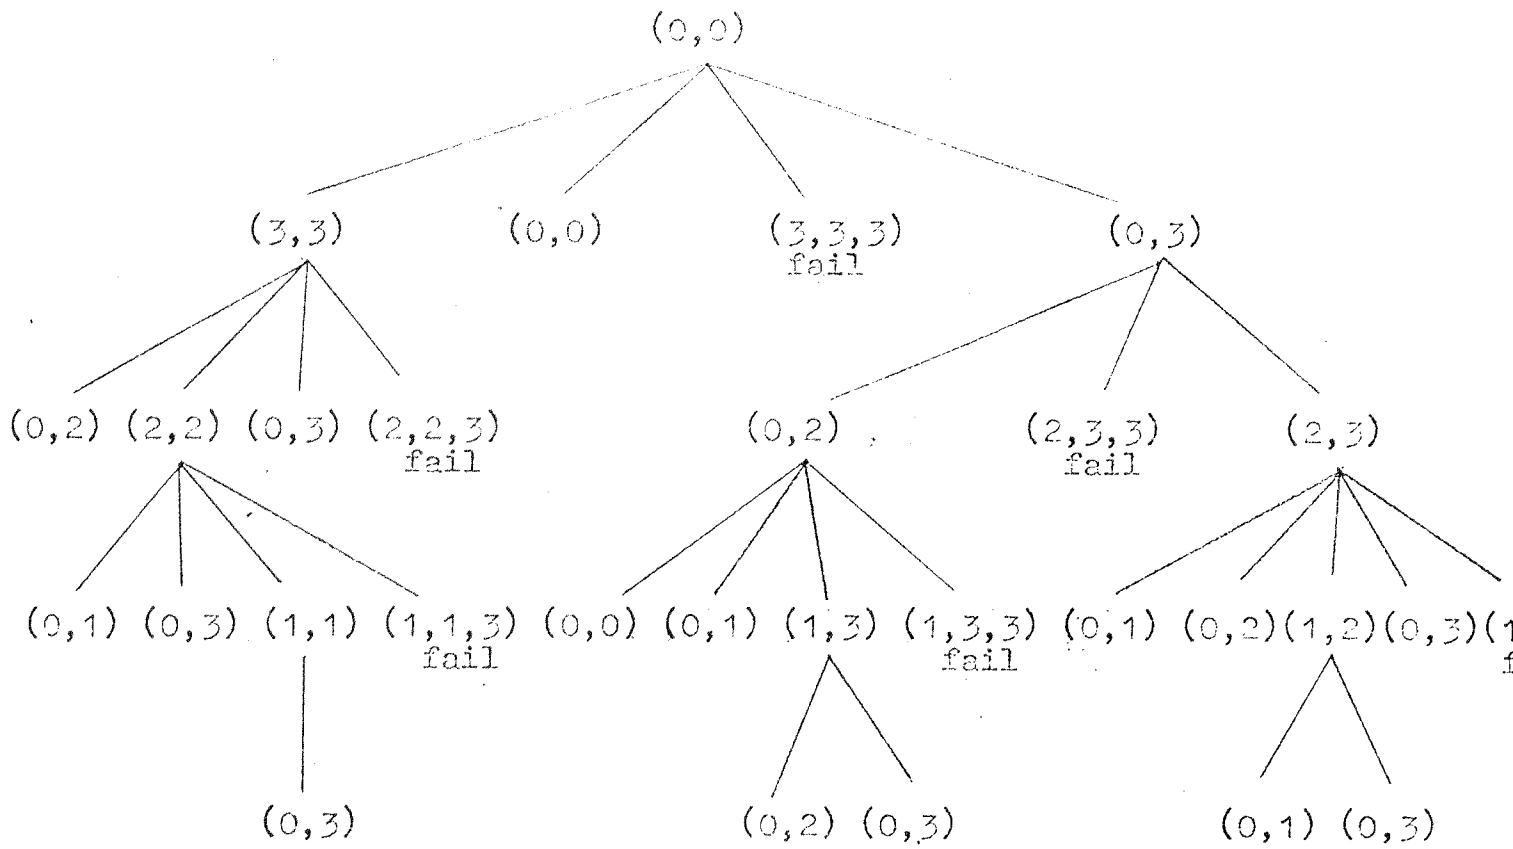 (0,0)
(3,3) (0,0) (3,3,3) (0,3)
fail
(0,2) (2,2) (0,3) (2,2,3) (0,2) (2,3,3) (2,3)
fail fail
(0,1) (0,3) (1,1) (1,1,3) (0,0) (0,1) (1,3) (1,3,3) (0,1) (0,2)(1,2)(0,3)(1
fail fail f
(0,3) (0,2) (0,3) (0,1) (0,3)